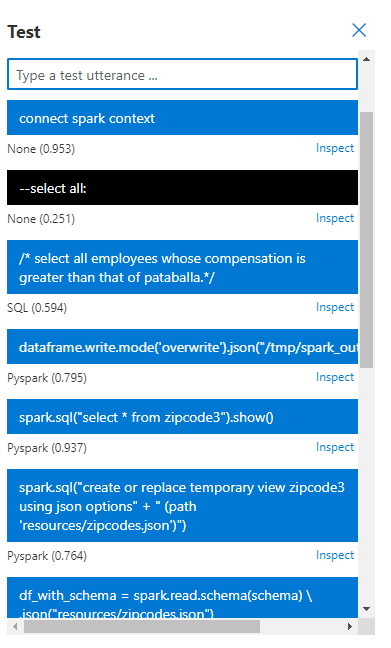 Test
Type a test utterance ...
connect spark context
None (0.953) Inspect
--select all:
None (0.251) Inspect
/* select all employees whose compensation is
greater than that of pataballa.*/
SQL (0.594) Inspect
dataframe.write.mode('overwrite').json("/tmp/spark_out
Pyspark (0.795) Inspect
spark.sql("select * from zipcode3").show()
Pyspark (0.937) Inspect
spark.sql("create or replace temporary view zipcode3
using json options" + " (path
'resources/zipcodes.json')")
Pyspark (0.764) Inspect
df_with_schema = spark.read.schema(schema) \
.json("resources/zipcodes.json")